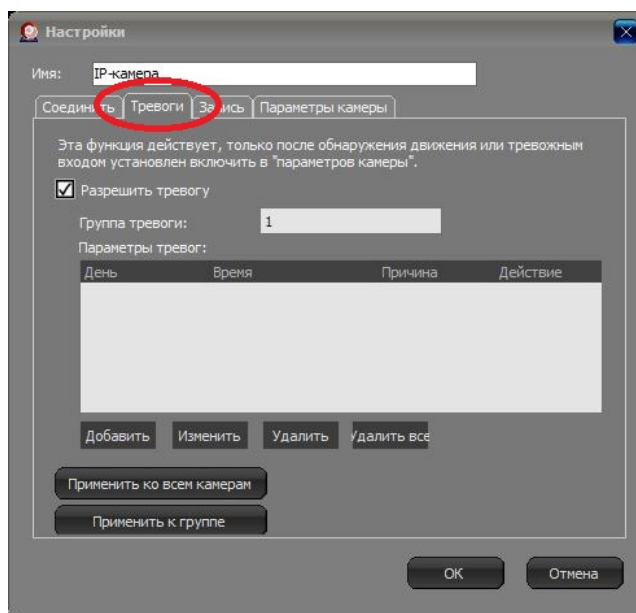 Настройки
Имя: IP-камера
Соединить Тревоги Запись Параметры камеры
Эта функция действует, только после обнаружения движения или тревожным
входом установлен включить в "параметров камеры".
Разрешить тревогу
Группа тревоги: 1
Параметры тревог:
День Время Причина Действие
Добавить Изменить Удалить Удалить все
Применить ко всем камерам
Применить к группе
OK Отмена